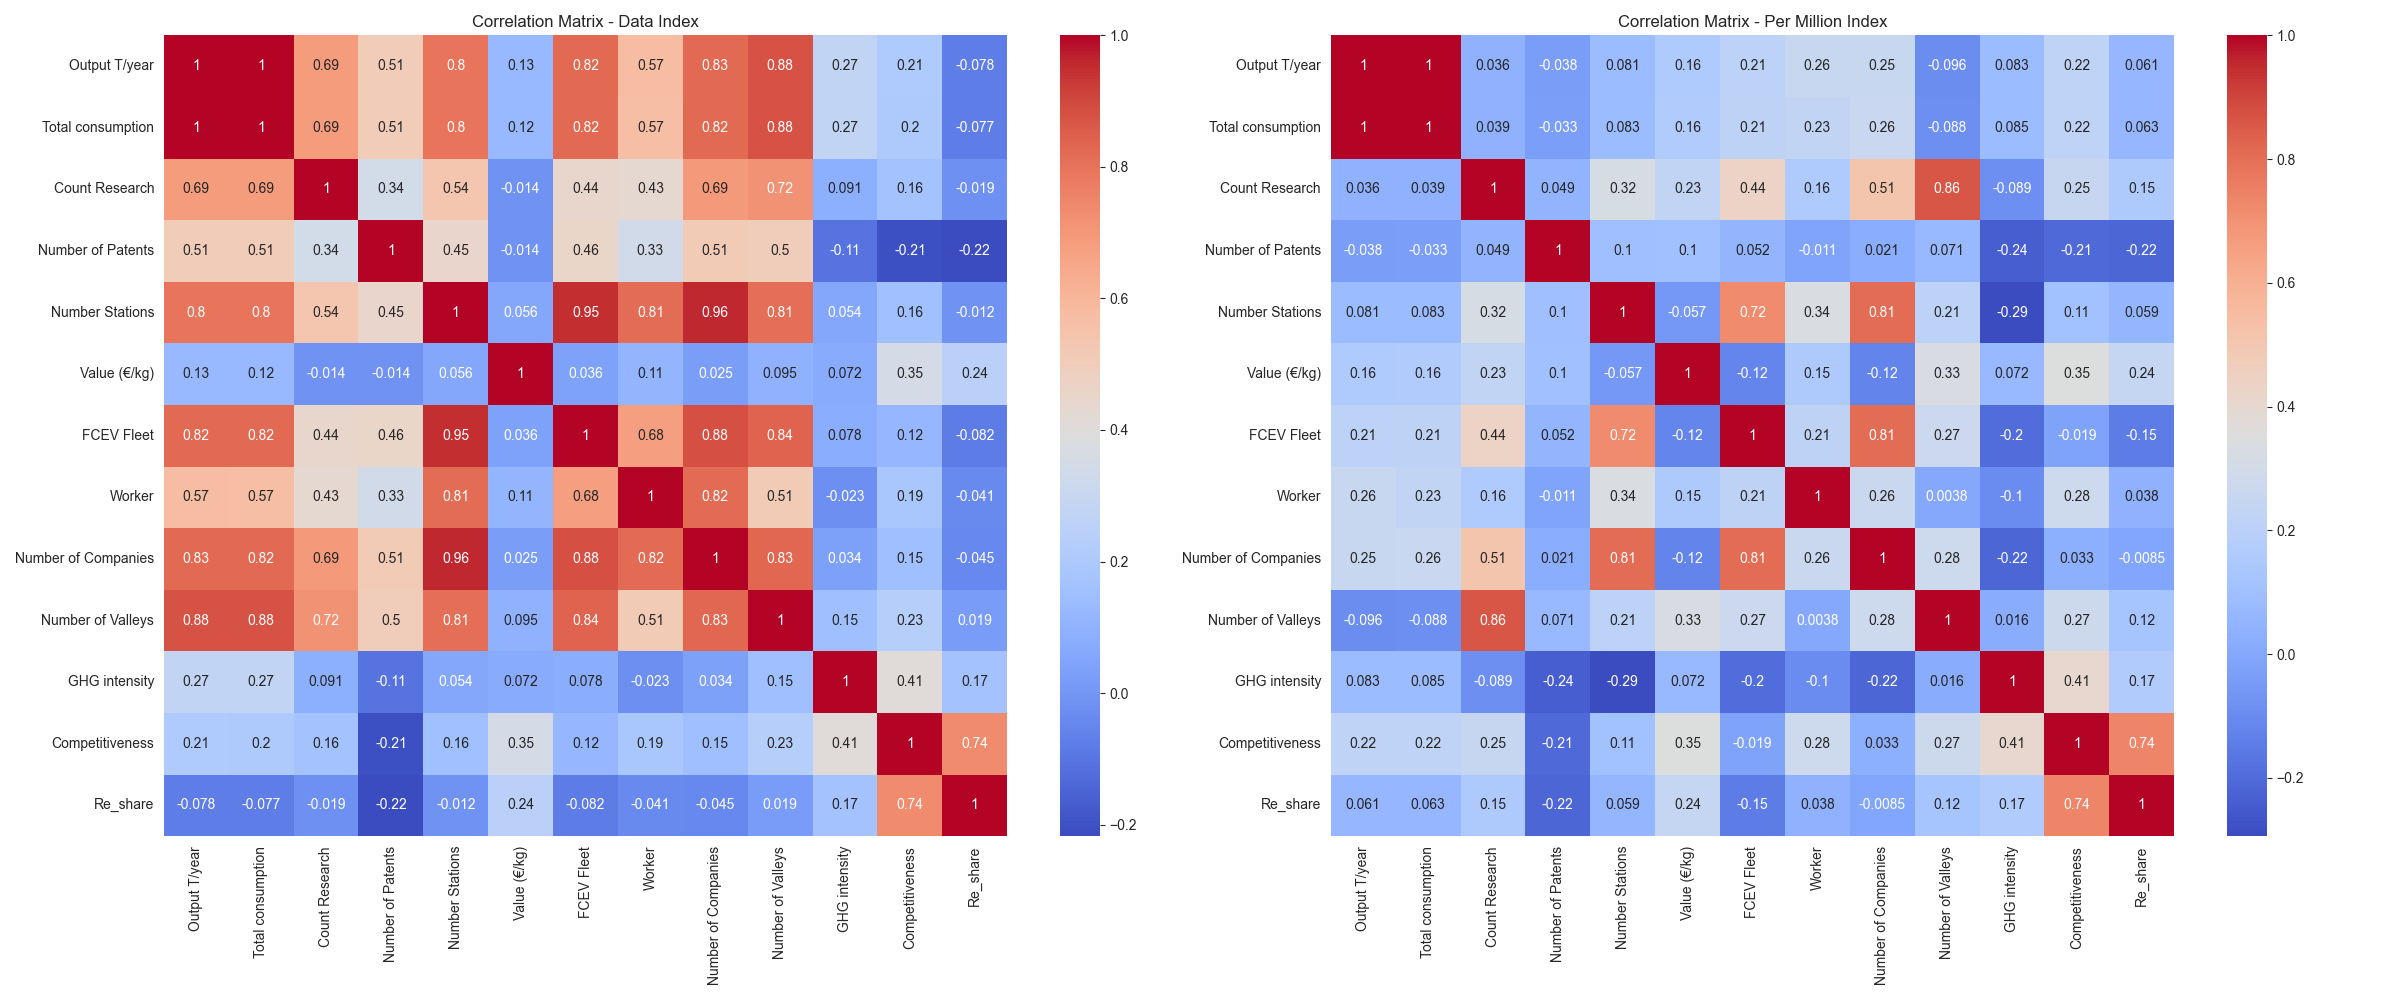 Correlation Matrix - Data Index
Output T/year 1 1 0.69 0.51 0.8 0.13 0.82 0.57 0.83 0.88 0.27 0.21 -0.078
Total consumption 1 1 0.69 0.51 0.8 0.12 0.82 0.57 0.82 0.88 0.27 0.2 -0.077
Count Research 0.69 0.69 1 0.34 0.54 -0.014 0.44 0.43 0.69 0.72 0.091 0.16 -0.019
Number of Patents 0.51 0.51 0.34 1 0.45 -0.014 0.46 0.33 0.51 0.5 -0.11 -0.21 -0.22
Number Stations 0.8 0.8 0.54 0.45 1 0.056 0.95 0.81 0.96 0.81 0.054 0.16 -0.012
Value (€/kg) 0.13 0.12 -0.014 -0.014 0.056 1 0.036 0.11 0.025 0.095 0.072 0.35 0.24
FCEV Fleet 0.82 0.82 0.44 0.46 0.95 0.036 1 0.68 0.88 0.84 0.078 0.12 -0.082
Worker 0.57 0.57 0.43 0.33 0.81 0.11 0.68 1 0.82 0.51 -0.023 0.19 -0.041
Number of Companies 0.83 0.82 0.69 0.51 0.96 0.025 0.88 0.82 1 0.83 0.034 0.15 -0.045
Number of Valleys 0.88 0.88 0.72 0.5 0.81 0.095 0.84 0.51 0.83 1 0.15 0.23 0.019
GHG intensity 0.27 0.27 0.091 -0.11 0.054 0.072 0.078 -0.023 0.034 0.15 1 0.41 0.17
Competitiveness 0.21 0.2 0.16 -0.21 0.16 0.35 0.12 0.19 0.15 0.23 0.41 1 0.74
Re_share -0.078 -0.077 -0.019 -0.22 -0.012 0.24 -0.082 -0.041 -0.045 0.019 0.17 0.74 1
Output T/year
Total consumption
Count Research
Number of Patents
Number Stations
Value (€/kg)
FCEV Fleet
Worker
Number of Companies
Number of Valleys
GHG intensity
Competitiveness
Re_share
1.0
0.8
0.6
0.4
0.2
0.0
−0.2
Correlation Matrix - Per Million Index
Output T/year 1 1 0.036 -0.038 0.081 0.16 0.21 0.26 0.25 -0.096 0.083 0.22 0.061
Total consumption 1 1 0.039 -0.033 0.083 0.16 0.21 0.23 0.26 -0.088 0.085 0.22 0.063
Count Research 0.036 0.039 1 0.049 0.32 0.23 0.44 0.16 0.51 0.86 -0.089 0.25 0.15
Number of Patents -0.038 -0.033 0.049 1 0.1 0.1 0.052 -0.011 0.021 0.071 -0.24 -0.21 -0.22
Number Stations 0.081 0.083 0.32 0.1 1 -0.057 0.72 0.34 0.81 0.21 -0.29 0.11 0.059
Value (€/kg) 0.16 0.16 0.23 0.1 -0.057 1 -0.12 0.15 -0.12 0.33 0.072 0.35 0.24
FCEV Fleet 0.21 0.21 0.44 0.052 0.72 -0.12 1 0.21 0.81 0.27 -0.2 -0.019 -0.15
Worker 0.26 0.23 0.16 -0.011 0.34 0.15 0.21 1 0.26 0.0038 -0.1 0.28 0.038
Number of Companies 0.25 0.26 0.51 0.021 0.81 -0.12 0.81 0.26 1 0.28 -0.22 0.033 -0.0085
Number of Valleys -0.096 -0.088 0.86 0.071 0.21 0.33 0.27 0.0038 0.28 1 0.016 0.27 0.12
GHG intensity 0.083 0.085 -0.089 -0.24 -0.29 0.072 -0.2 -0.1 -0.22 0.016 1 0.41 0.17
Competitiveness 0.22 0.22 0.25 -0.21 0.11 0.35 -0.019 0.28 0.033 0.27 0.41 1 0.74
Re_share 0.061 0.063 0.15 -0.22 0.059 0.24 -0.15 0.038 -0.0085 0.12 0.17 0.74 1
Output T/year
Total consumption
Count Research
Number of Patents
Number Stations
Value (€/kg)
FCEV Fleet
Worker
Number of Companies
Number of Valleys
GHG intensity
Competitiveness
Re_share
1.0
0.8
0.6
0.4
0.2
0.0
−0.2